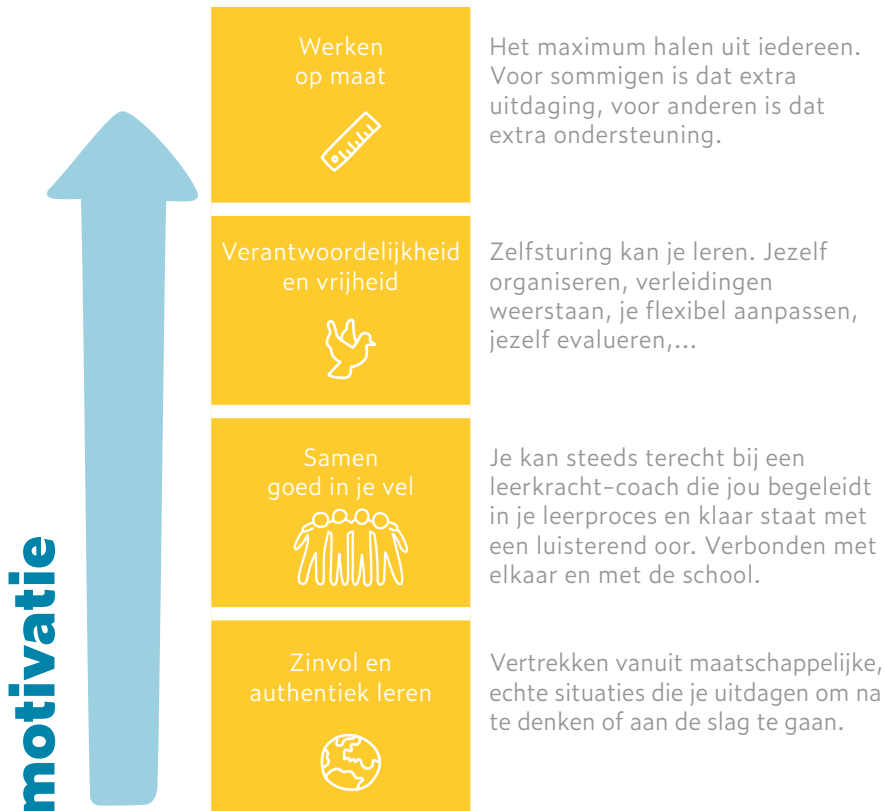 Werken
op maat
Het maximum halen uit iedereen.
Voor sommigen is dat extra
uitdaging, voor anderen is dat
extra ondersteuning.
Verantwoordelijkheid
en vrijheid
Zelfsturing kan je leren. Jezelf
organiseren, verleidingen
weerstaan, je flexibel aanpassen,
jezelf evalueren,...
Samen
goed in je vel
Je kan steeds terecht bij een
leerkracht-coach die jou begeleidt
in je leerproces en klaar staat met
een luisterend oor. Verbonden met
elkaar en met de school.
Zinvol en
authentiek leren
Vertrekken vanuit maatschappelijke,
echte situaties die je uitdagen om na
te denken of aan de slag te gaan.
motivatie